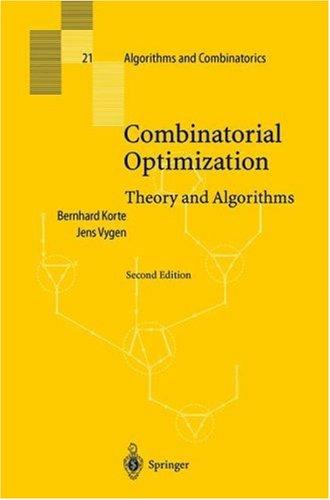 21 Algorithms and Combinatorics
Combinatorial
Optimization
Theory and Algorithms
Bernhard Korte
Jens Vygen
Second Edition
Springer